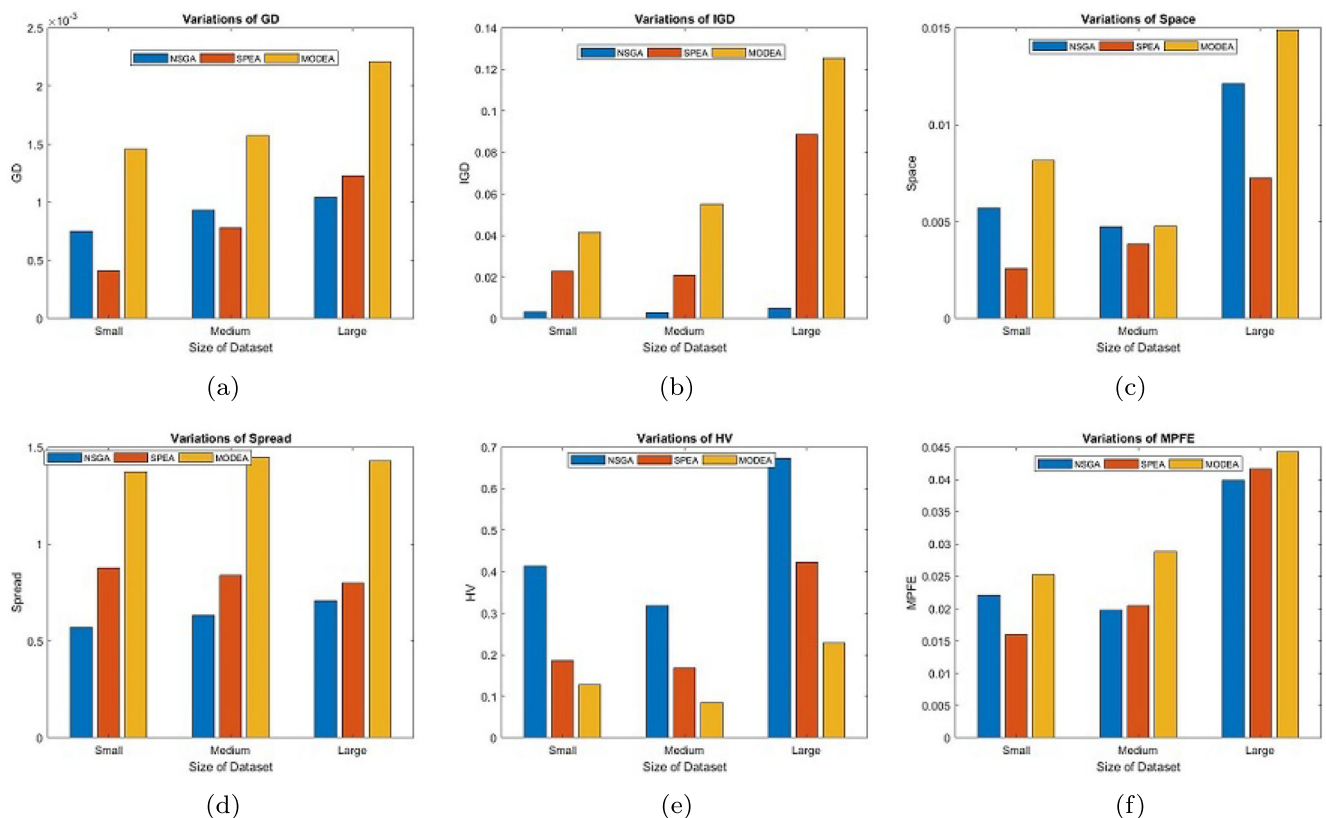 Variations of GD
×10⁻³
2.5
2
1.5
1
0.5
0
GD
NSGA SPEA MODEA
Small Medium Large
Size of Dataset
(a)
Variations of IGD
0.14
0.12
0.1
0.08
0.06
0.04
0.02
0
IGD
NSGA SPEA MODEA
Small Medium Large
Size of Dataset
(b)
Variations of Space
0.015
0.01
0.005
0
Space
NSGA SPEA MODEA
Small Medium Large
Size of Dataset
(c)
Variations of Spread
1.5
1
0.5
0
Spread
NSGA SPEA MODEA
Small Medium Large
Size of Dataset
(d)
Variations of HV
0.7
0.6
0.5
0.4
0.3
0.2
0.1
0
HV
NSGA SPEA MODEA
Small Medium Large
Size of Dataset
(e)
Variations of MPFE
0.045
0.04
0.035
0.03
0.025
0.02
0.015
0.01
0.005
0
MPFE
NSGA SPEA MODEA
Small Medium Large
Size of Dataset
(f)